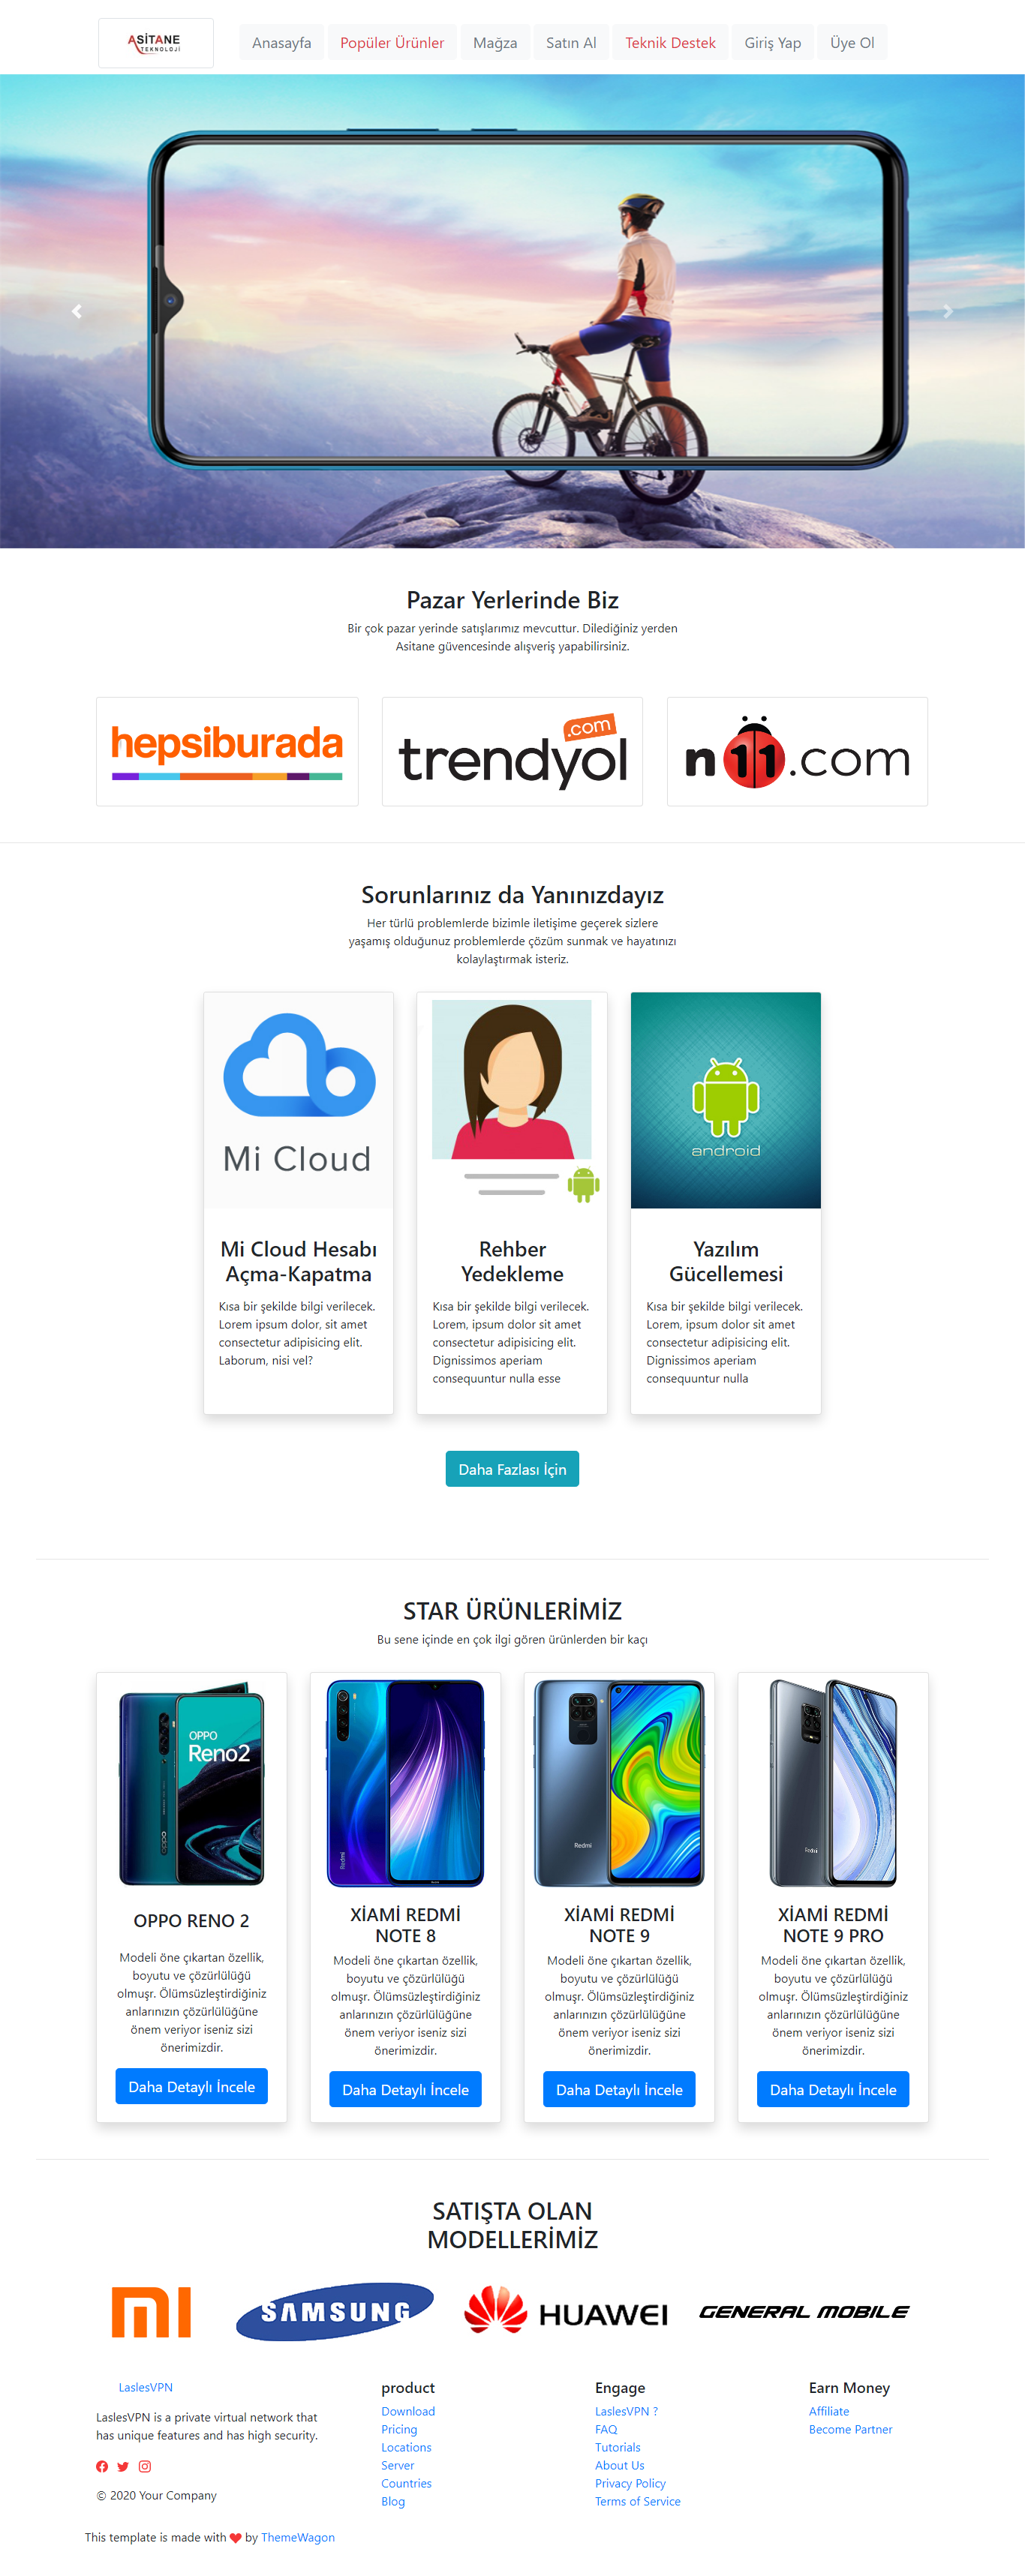 ASİTANE
TEKNOLOJİ
Anasayfa
Popüler Ürünler
Mağza
Satın Al
Teknik Destek
Giriş Yap
Üye Ol
Pazar Yerlerinde Biz
Bir çok pazar yerinde satışlarımız mevcuttur. Dilediğiniz yerden
Asitane güvencesinde alışveriş yapabilirsiniz.
hepsiburada
trendyol
.com
n11.com
Sorunlarınız da Yanınızdayız
Her türlü problemlerde bizimle iletişime geçerek sizlere
yaşamış olduğunuz problemlerde çözüm sunmak ve hayatınızı
kolaylaştırmak isteriz.
Mi Cloud
Mi Cloud Hesabı
Açma-Kapatma
Kısa bir şekilde bilgi verilecek.
Lorem ipsum dolor, sit amet
consectetur adipisicing elit.
Laborum, nisi vel?
Rehber
Yedekleme
Kısa bir şekilde bilgi verilecek.
Lorem, ipsum dolor sit amet
consectetur adipisicing elit.
Dignissimos aperiam
consequuntur nulla esse
android
Yazılım
Gücellemesi
Kısa bir şekilde bilgi verilecek.
Lorem, ipsum dolor sit amet
consectetur adipisicing elit.
Dignissimos aperiam
consequuntur nulla
Daha Fazlası İçin
STAR ÜRÜNLERİMİZ
Bu sene içinde en çok ilgi gören ürünlerden bir kaçı
OPPO
Reno2
oppo
OPPO RENO 2
Modeli öne çıkartan özellik,
boyutu ve çözürlülüğü
olmuşr. Ölümsüzleştirdiğiniz
anlarınızın çözürlülüğüne
önem veriyor iseniz sizi
önerimizdir.
Daha Detaylı İncele
Redmi
XİAMİ REDMİ
NOTE 8
Modeli öne çıkartan özellik,
boyutu ve çözürlülüğü
olmuşr. Ölümsüzleştirdiğiniz
anlarınızın çözürlülüğüne
önem veriyor iseniz sizi
önerimizdir.
Daha Detaylı İncele
Redmi
XİAMİ REDMİ
NOTE 9
Modeli öne çıkartan özellik,
boyutu ve çözürlülüğü
olmuşr. Ölümsüzleştirdiğiniz
anlarınızın çözürlülüğüne
önem veriyor iseniz sizi
önerimizdir.
Daha Detaylı İncele
Redmi
XİAMİ REDMİ
NOTE 9 PRO
Modeli öne çıkartan özellik,
boyutu ve çözürlülüğü
olmuşr. Ölümsüzleştirdiğiniz
anlarınızın çözürlülüğüne
önem veriyor iseniz sizi
önerimizdir.
Daha Detaylı İncele
SATIŞTA OLAN
MODELLERİMİZ
MI
SAMSUNG
HUAWEI
GENERAL MOBILE
LaslesVPN
LaslesVPN is a private virtual network that
has unique features and has high security.
© 2020 Your Company
product
Download
Pricing
Locations
Server
Countries
Blog
Engage
LaslesVPN ?
FAQ
Tutorials
About Us
Privacy Policy
Terms of Service
Earn Money
Affiliate
Become Partner
This template is made with ❤ by ThemeWagon